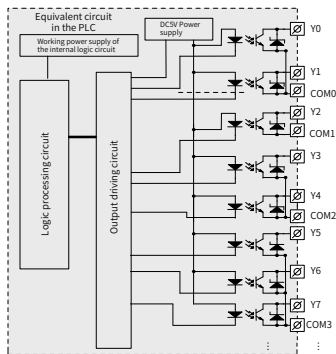 Equivalent circuit
in the PLC
Working power supply of
the internal logic circuit
DC5V Power
supply
Logic processing circuit
Output driving circuit
Y0
Y1
COM0
Y2
COM1
Y3
Y4
COM2
Y5
Y6
Y7
COM3